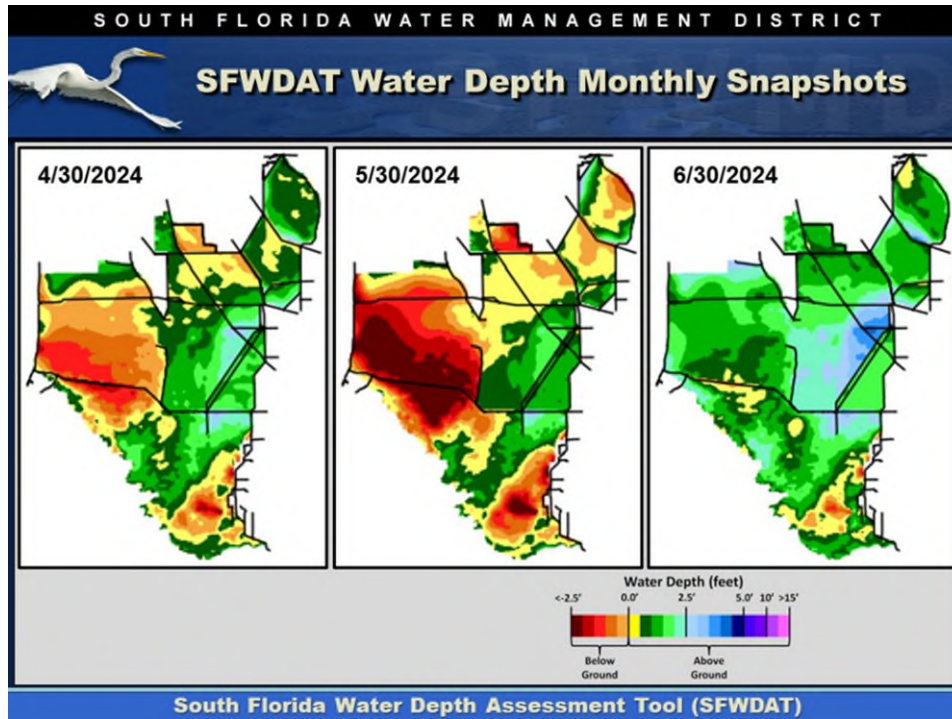 SOUTH FLORIDA WATER MANAGEMENT DISTRICT
SFWDAT Water Depth Monthly Snapshots
4/30/2024
5/30/2024
6/30/2024
Water Depth (feet)
<-2.5' 0.0' 2.5' 5.0' 10' >15'
Below Ground
Above Ground
South Florida Water Depth Assessment Tool (SFWDAT)